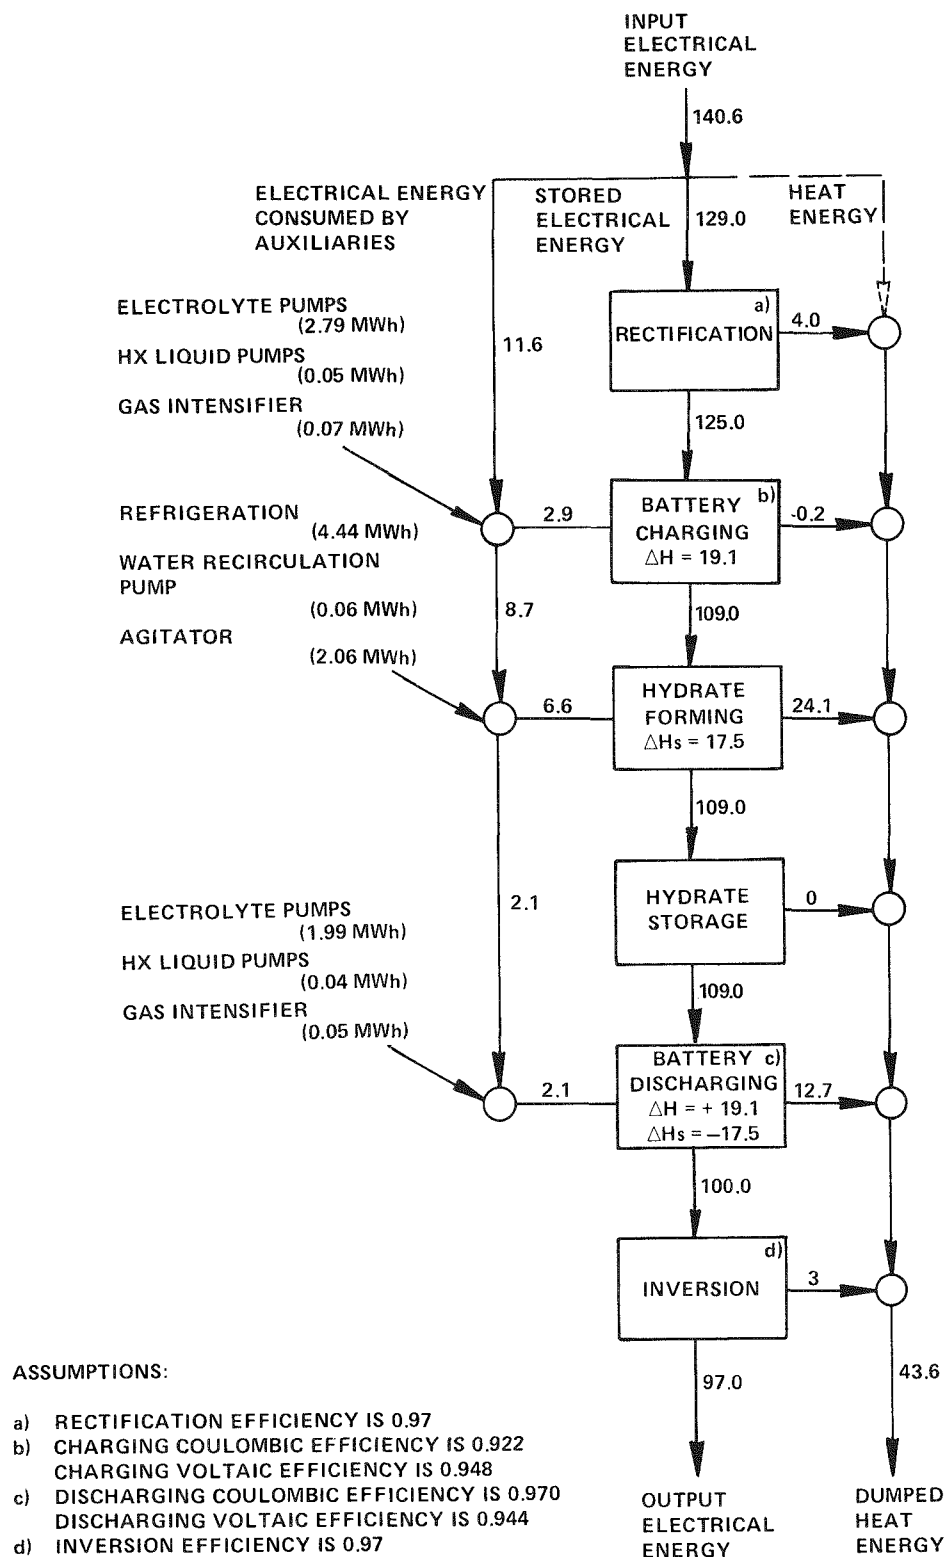 INPUT
ELECTRICAL
ENERGY
140.6
ELECTRICAL ENERGY
CONSUMED BY
AUXILIARIES
STORED
ELECTRICAL
ENERGY
129.0
HEAT
ENERGY
ELECTROLYTE PUMPS
(2.79 MWh)
HX LIQUID PUMPS
(0.05 MWh)
GAS INTENSIFIER
(0.07 MWh)
11.6
a)
RECTIFICATION
4.0
125.0
REFRIGERATION
(4.44 MWh)
WATER RECIRCULATION
PUMP
(0.06 MWh)
AGITATOR
(2.06 MWh)
2.9
b)
BATTERY
CHARGING
△H = 19.1
-0.2
8.7
109.0
6.6
HYDRATE
FORMING
△Hs = 17.5
24.1
109.0
2.1
HYDRATE
STORAGE
0
109.0
ELECTROLYTE PUMPS
(1.99 MWh)
HX LIQUID PUMPS
(0.04 MWh)
GAS INTENSIFIER
(0.05 MWh)
2.1
BATTERY c)
DISCHARGING
△H = + 19.1
△Hs = −17.5
12.7
100.0
d)
INVERSION
3
97.0
43.6
OUTPUT
ELECTRICAL
ENERGY
DUMPED
HEAT
ENERGY
ASSUMPTIONS:
a) RECTIFICATION EFFICIENCY IS 0.97
b) CHARGING COULOMBIC EFFICIENCY IS 0.922
CHARGING VOLTAIC EFFICIENCY IS 0.948
c) DISCHARGING COULOMBIC EFFICIENCY IS 0.970
DISCHARGING VOLTAIC EFFICIENCY IS 0.944
d) INVERSION EFFICIENCY IS 0.97